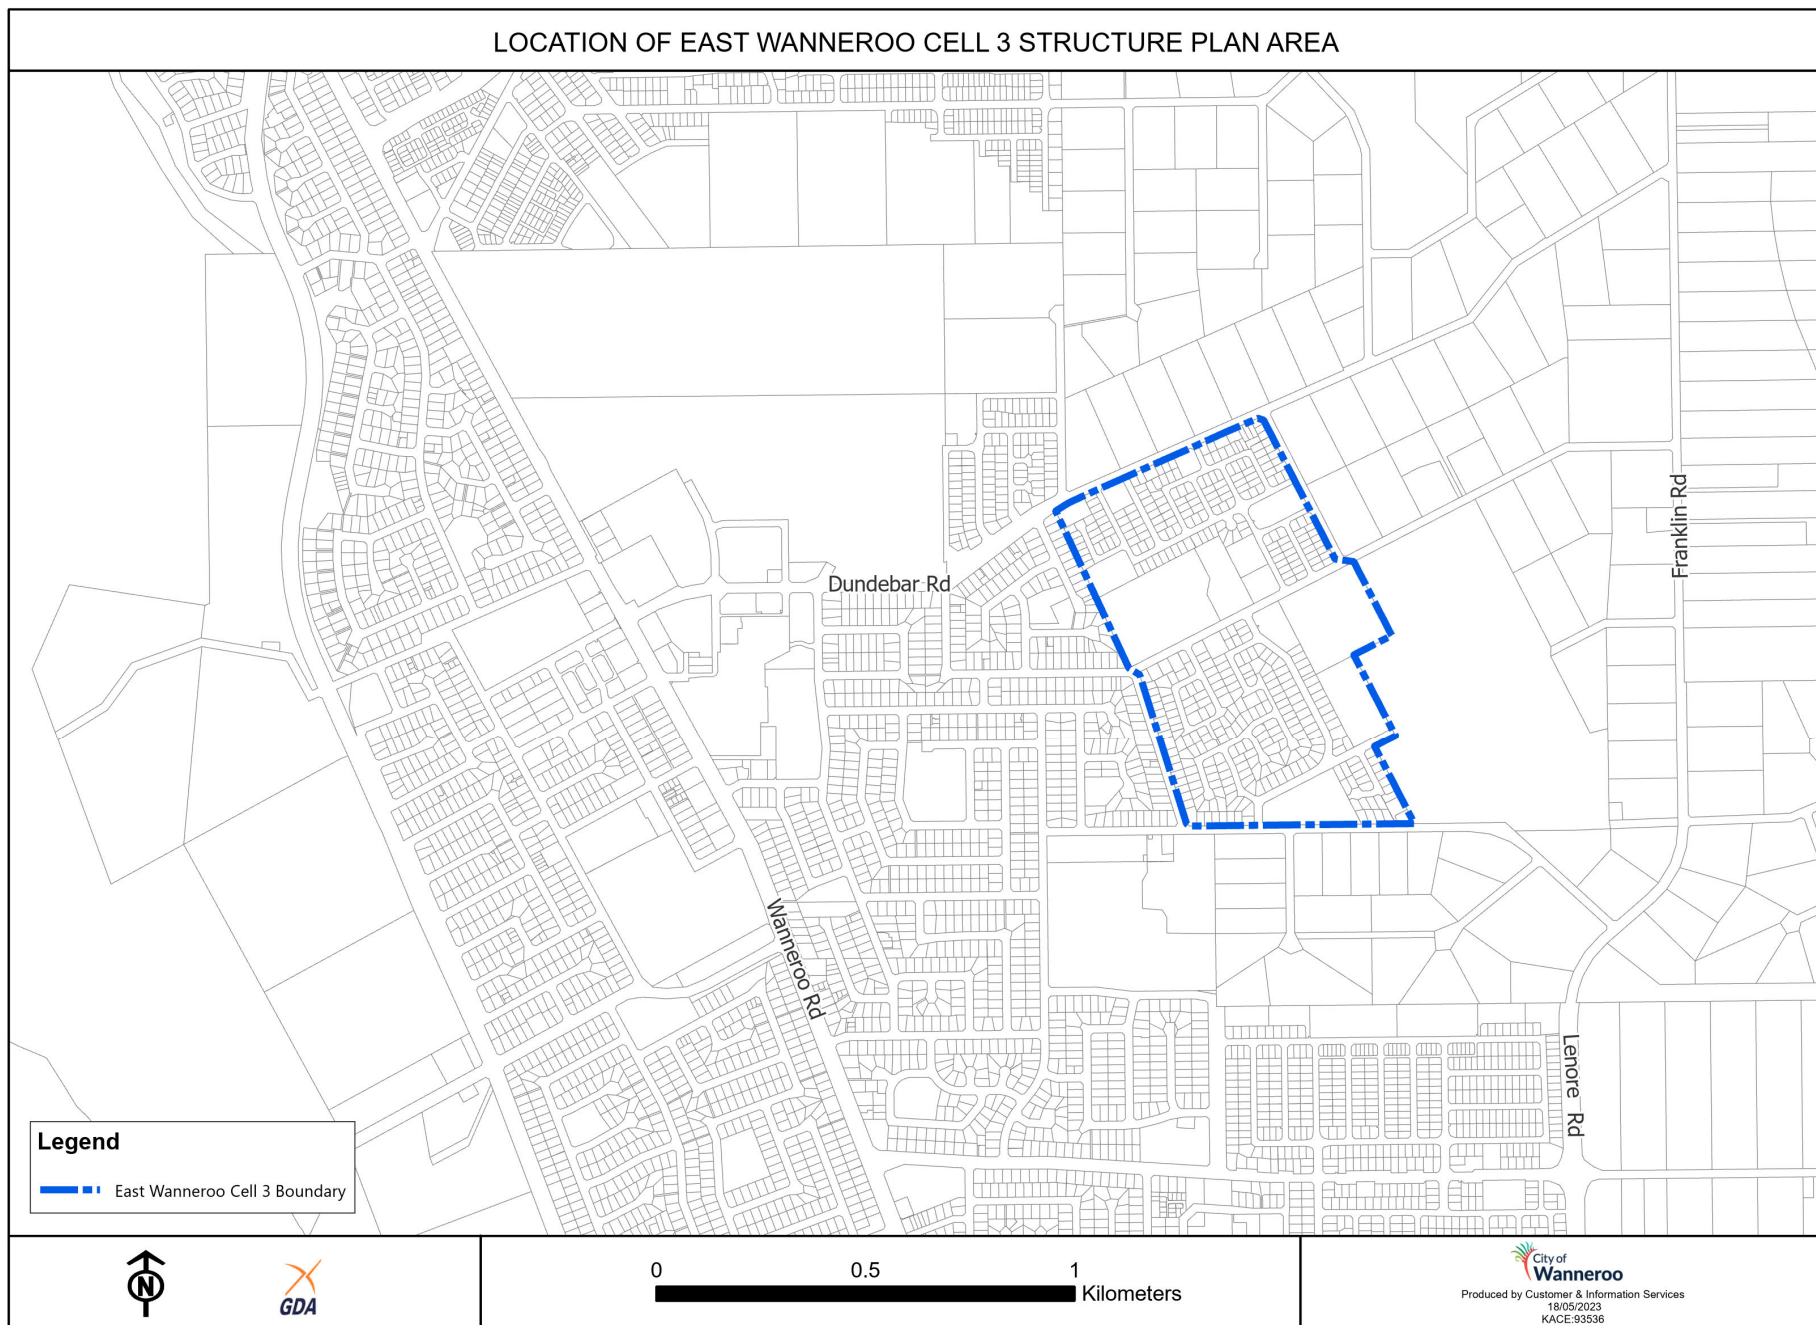 LOCATION OF EAST WANNEROO CELL 3 STRUCTURE PLAN AREA
Franklin Rd
Dundebar Rd
Wanneroo Rd
Lenore Rd
Legend
East Wanneroo Cell 3 Boundary
N
GDA
0 0.5 1
Kilometers
City of
Wanneroo
Produced by Customer & Information Services
18/05/2023
KACE:93536